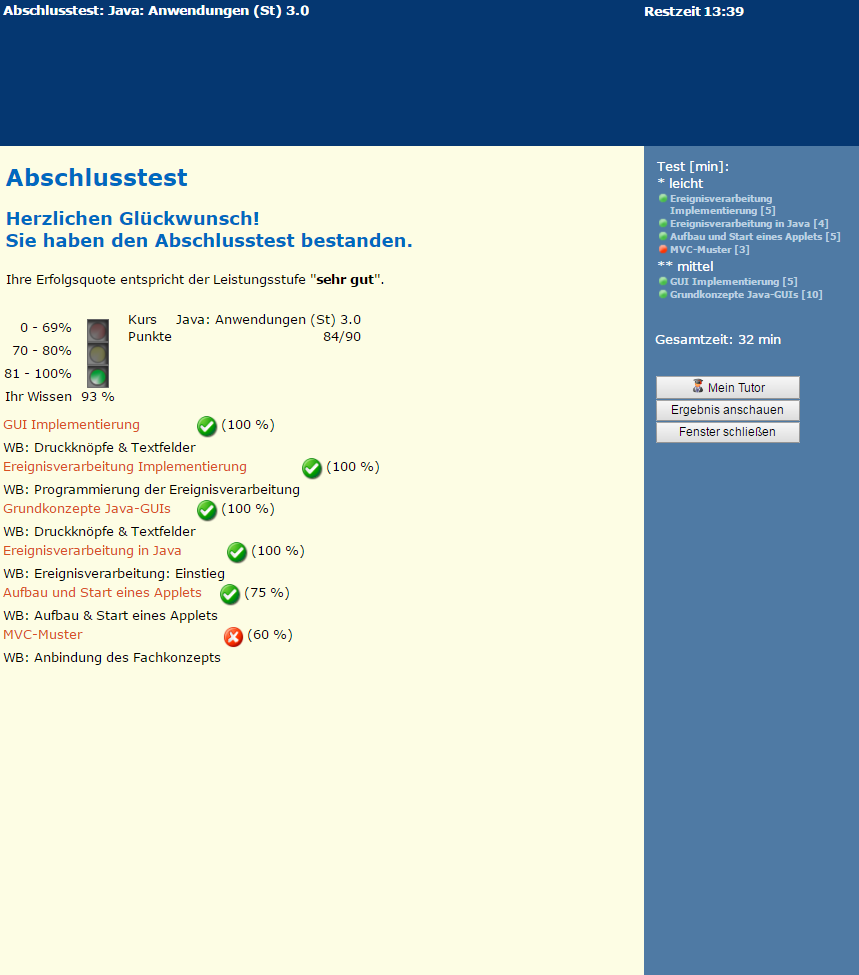 Abschlusstest: Java: Anwendungen (St) 3.0
Restzeit 13:39
Abschlusstest
Herzlichen Glückwunsch!
Sie haben den Abschlusstest bestanden.
Ihre Erfolgsquote entspricht der Leistungsstufe "sehr gut".
0 - 69%
70 - 80%
81 - 100%
Ihr Wissen 93 %
Kurs Java: Anwendungen (St) 3.0
Punkte 84/90
GUI Implementierung (100 %)
WB: Druckknöpfe & Textfelder
Ereignisverarbeitung Implementierung (100 %)
WB: Programmierung der Ereignisverarbeitung
Grundkonzepte Java-GUIs (100 %)
WB: Druckknöpfe & Textfelder
Ereignisverarbeitung in Java (100 %)
WB: Ereignisverarbeitung: Einstieg
Aufbau und Start eines Applets (75 %)
WB: Aufbau & Start eines Applets
MVC-Muster (60 %)
WB: Anbindung des Fachkonzepts
Test [min]:
* leicht
Ereignisverarbeitung
Implementierung [5]
Ereignisverarbeitung in Java [4]
Aufbau und Start eines Applets [5]
MVC-Muster [3]
** mittel
GUI Implementierung [5]
Grundkonzepte Java-GUIs [10]
Gesamtzeit: 32 min
Mein Tutor
Ergebnis anschauen
Fenster schließen